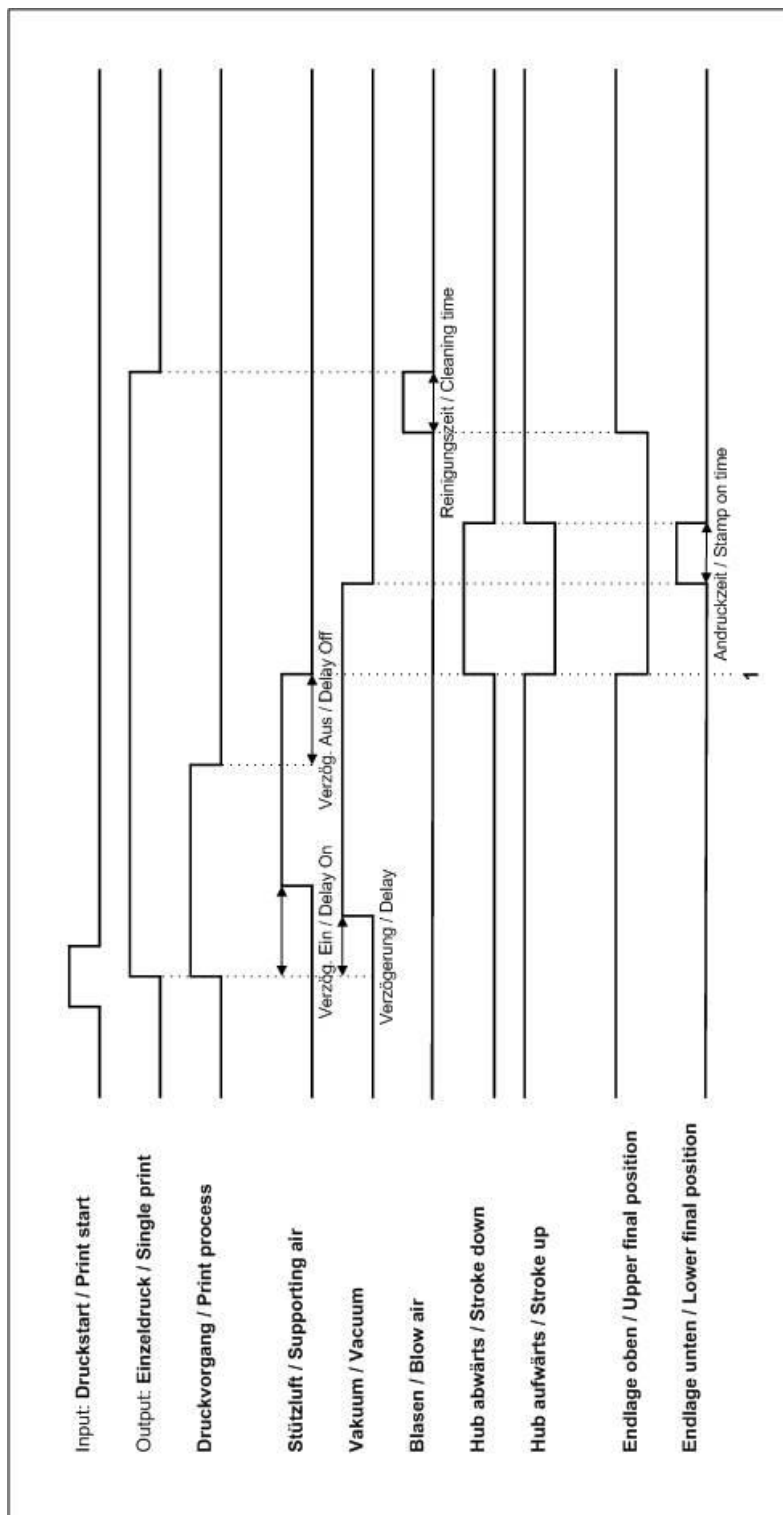 Input: Druckstart / Print start
Output: Einzeldruck / Single print
Druckvorgang / Print process
Stützluft / Supporting air
Verzög. Ein / Delay On
Verzög. Aus / Delay Off
Vakuum / Vacuum
Verzögerung / Delay
Blasen / Blow air
Reinigungszeit / Cleaning time
Hub abwärts / Stroke down
Hub aufwärts / Stroke up
Endlage oben / Upper final position
Endlage unten / Lower final position
Andruckzeit / Stamp on time
1